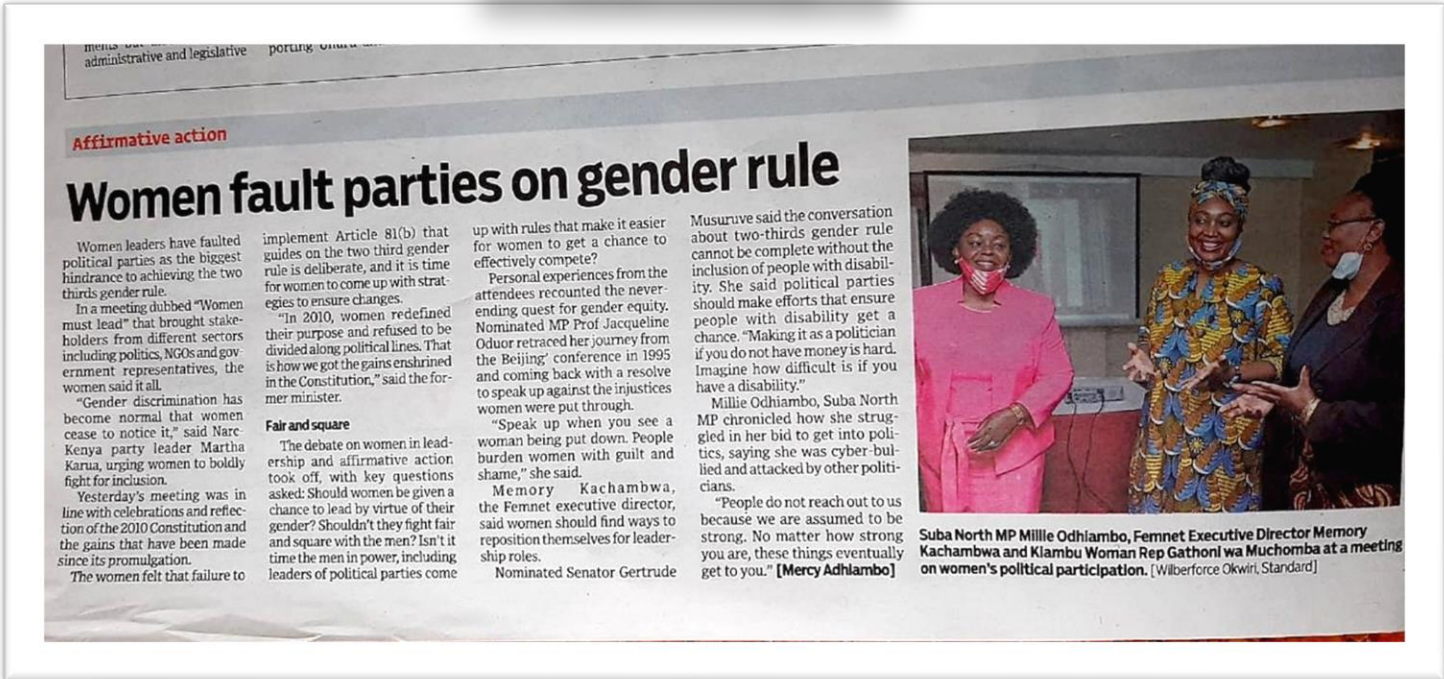 administrative and legislative
porting
Affirmative action
Women fault parties on gender rule
Women leaders have faulted
political parties as the biggest
hindrance to achieving the two
thirds gender rule.
In a meeting dubbed “Women
must lead” that brought stake-
holders from different sectors
including politics, NGOs and gov-
ernment representatives, the
women said it all.
“Gender discrimination has
become normal that women
cease to notice it,” said Narc-
Kenya party leader Martha
Karua, urging women to boldly
fight for inclusion.
Yesterday's meeting was in
line with celebrations and reflec-
tion of the 2010 Constitution and
the gains that have been made
since its promulgation.
The women felt that failure to
implement Article 81(b) that
guides on the two third gender
rule is deliberate, and it is time
for women to come up with strat-
egies to ensure changes.
“In 2010, women redefined
their purpose and refused to be
divided along political lines. That
is how we got the gains enshrined
in the Constitution,” said the for-
mer minister.
Fair and square
The debate on women in lead-
ership and affirmative action
took off, with key questions
asked: Should women be given a
chance to lead by virtue of their
gender? Shouldn't they fight fair
and square with the men? Isn't it
time the men in power, including
leaders of political parties come
up with rules that make it easier
for women to get a chance to
effectively compete?
Personal experiences from the
attendees recounted the never-
ending quest for gender equity.
Nominated MP Prof Jacqueline
Oduor retraced her journey from
the Beijing' conference in 1995
and coming back with a resolve
to speak up against the injustices
women were put through.
“Speak up when you see a
woman being put down. People
burden women with guilt and
shame,” she said.
Memory Kachambwa,
the Femnet executive director,
said women should find ways to
reposition themselves for leader-
ship roles.
Nominated Senator Gertrude
Musuruve said the conversation
about two-thirds gender rule
cannot be complete without the
inclusion of people with disabil-
ity. She said political parties
should make efforts that ensure
people with disability get a
chance. “Making it as a politician
if you do not have money is hard.
Imagine how difficult is if you
have a disability.”
Millie Odhiambo, Suba North
MP chronicled how she strug-
gled in her bid to get into poli-
tics, saying she was cyber-bul-
lied and attacked by other politi-
cians.
“People do not reach out to us
because we are assumed to be
strong. No matter how strong
you are, these things eventually
get to you.” [Mercy Adhiambo]
Suba North MP Millie Odhiambo, Femnet Executive Director Memory
Kachambwa and Kiambu Woman Rep Gathoni wa Muchomba at a meeting
on women's political participation. [Wilberforce Okwiri, Standard]